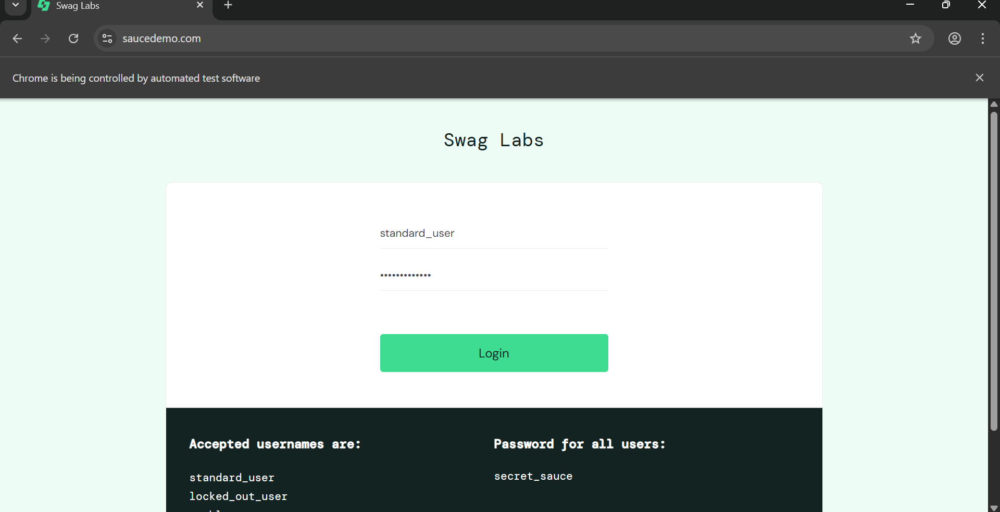 Swag Labs
saucedemo.com
Chrome is being controlled by automated test software
Swag Labs
standard_user
•••••••••••••
Login
Accepted usernames are:
standard_user
locked_out_user
Password for all users:
secret_sauce